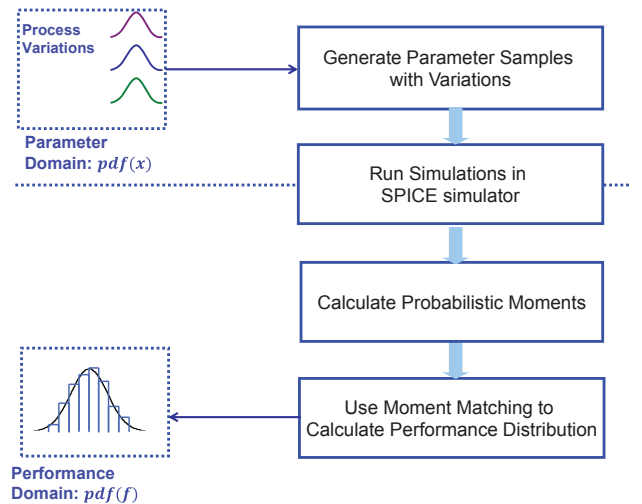 Process
Variations
Generate Parameter Samples
with Variations
Parameter
Domain: pdf(x)
Run Simulations in
SPICE simulator
Calculate Probabilistic Moments
Use Moment Matching to
Calculate Performance Distribution
Performance
Domain: pdf(f)